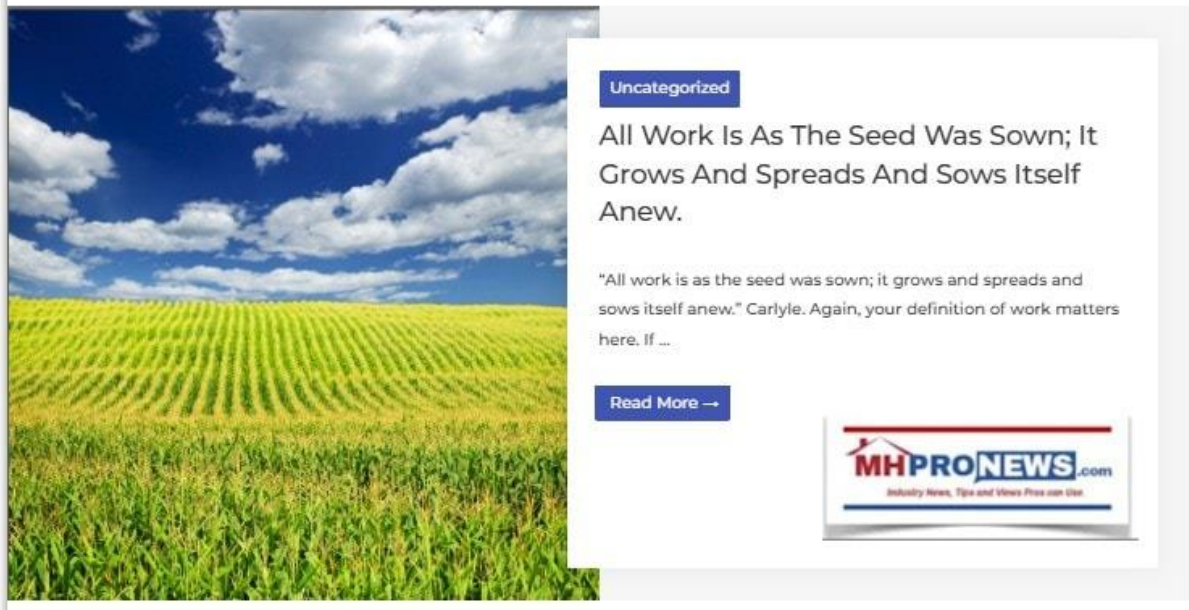 Uncategorized
All Work Is As The Seed Was Sown; It
Grows And Spreads And Sows Itself
Anew.
“All work is as the seed was sown; it grows and spreads and
sows itself anew.” Carlyle. Again, your definition of work matters
here. If ...
Read More →
MHPRONEWS.com
Industry News, Tips and Views Pros can Use.